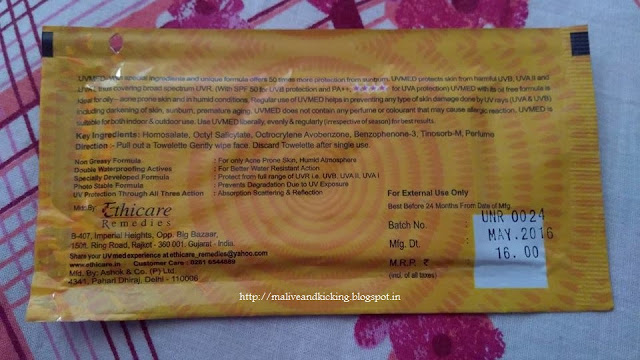 UVMED with special ingredients and unique formula offers 50 times more protection from sunburn. UVMED protects skin from harmful UVB, UVA II and
UVA I, thus covering broad spectrum UVR. (With SPF 50 for UVB protection and PA++, ★★★★★ for UVA protection) UVMED with its oil free formula is
ideal for oily - acne prone skin and in humid conditions. Regular use of UVMED helps in preventing any type of skin damage done by UV rays (UVA & UVB)
including darkening of skin, sunburn, premature aging. UVMED does not contain any perfume or colourant that may cause allergic reaction. UVMED is
suitable for both indoor & outdoor use. Use UVMED liberally, evenly & regularly (irrespective of season) for best results.
Key Ingredients: Homosalate, Octyl Salicylate, Octrocrylene Avobenzone, Benzophenone-3, Tinosorb-M, Perfume
Direction :- Pull out a Towelette Gently wipe face. Discard Towelette after single use.
Non Greasy Formula : For only Acne Prone Skin, Humid Atmosphere
Double Waterproofing Actives : For Better Water Resistant Action
Specially Developed Formula : Protect from full range of UVR i.e. UVB, UVA II, UVA I
Photo Stable Formula : Prevents Degradation Due to UV Exposure
UV Protection Through All Three Action : Absorption Scattering & Reflection
Mktd.By: Ethicare
Remedies
B-407, Imperial Heights, Opp. Big Bazaar,
150ft. Ring Road, Rajkot - 360 001. Gujarat - India.
Share your UV med experience at ethicare_remedies@yahoo.com
www.ethicare.in Customer Care : 0281 6544889
Mfd. By: Ashok & Co. (P) Ltd.
4341, Pahari Dhiraj, Delhi - 110006
For External Use Only
Best Before 24 Months From Date of Mfg.
Batch No. : UNR 0024
Mfg. Dt. : MAY.2016
M.R.P. ₹ : 16.00
(incl. of all taxes)
http://maliveandkicking.blogspot.in